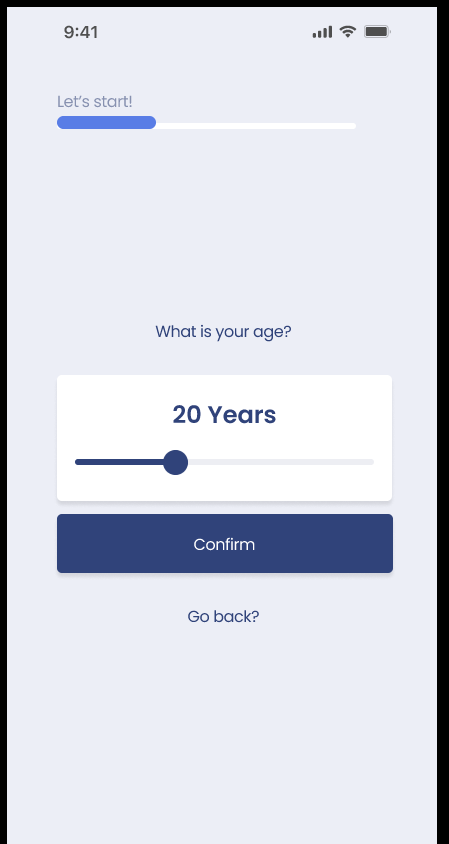 9:41
Let’s start!
What is your age?
20 Years
Confirm
Go back?